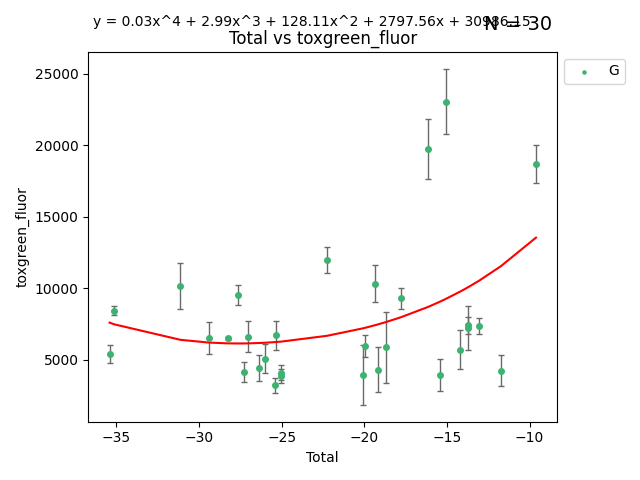 y = 0.03x^4 + 2.99x^3 + 128.11x^2 + 2797.56x + 30986.15
N = 30
Total vs toxgreen_fluor
G
25000
20000
15000
10000
5000
toxgreen_fluor
−35 −30 −25 −20 −15 −10
Total